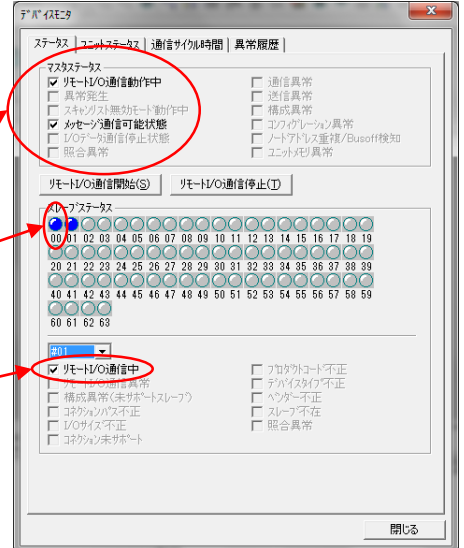 ﾃﾞﾊﾞｲｽﾓﾆﾀ
ステータス ユニットステータス 通信サイクル時間 異常履歴
マスタステータス
リモートI/O通信動作中 通信異常
異常発生 送信異常
スキャンリスト無効モード動作中 構成異常
メッセージ通信可能状態 コンフィグレーション異常
I/Oデータ通信停止状態 ノードアドレス重複/Busoff検知
照合異常 ユニットメモリ異常
リモートI/O通信開始(S) リモートI/O通信停止(T)
スレーブステータス
00 01 02 03 04 05 06 07 08 09 10 11 12 13 14 15 16 17 18 19
20 21 22 23 24 25 26 27 28 29 30 31 32 33 34 35 36 37 38 39
40 41 42 43 44 45 46 47 48 49 50 51 52 53 54 55 56 57 58 59
60 61 62 63
#01
リモートI/O通信中 プロダクトコード不正
リモートI/O通信異常 デバイスタイプ不正
構成異常(未サポートスレーブ) ベンダー不正
コネクションパス不正 スレーブ不在
I/Oサイズ不正 照合異常
コネクション未サポート
閉じる